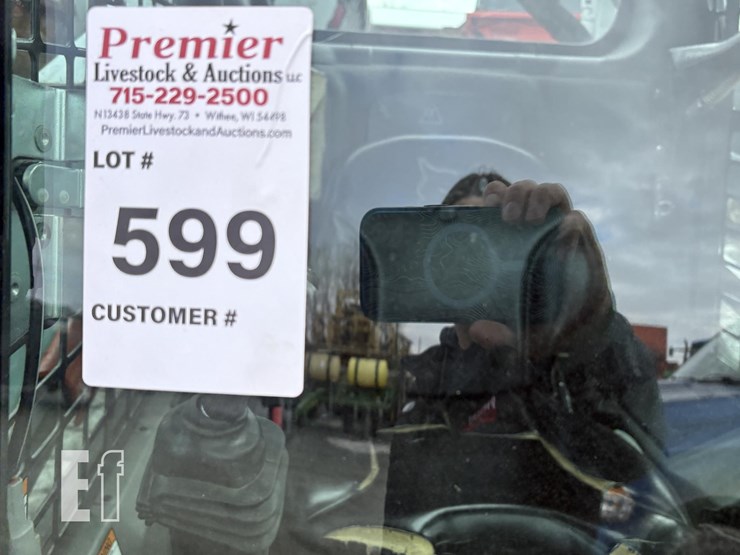 Premier
Livestock & Auctions LLC
715-229-2500
N13438 State Hwy. 73 • Withee, WI 54498
PremierLivestockandAuctions.com
LOT #
599
CUSTOMER #
Ef